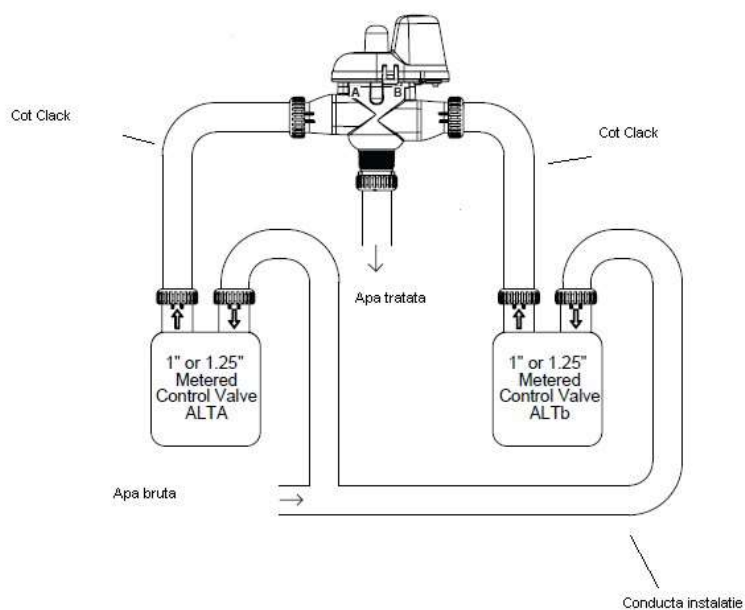 A B
Cot Clack
Cot Clack
Apa tratata
1" or 1.25"
Metered
Control Valve
ALTA
1" or 1.25"
Metered
Control Valve
ALTb
Apa bruta
Conducta instalatie